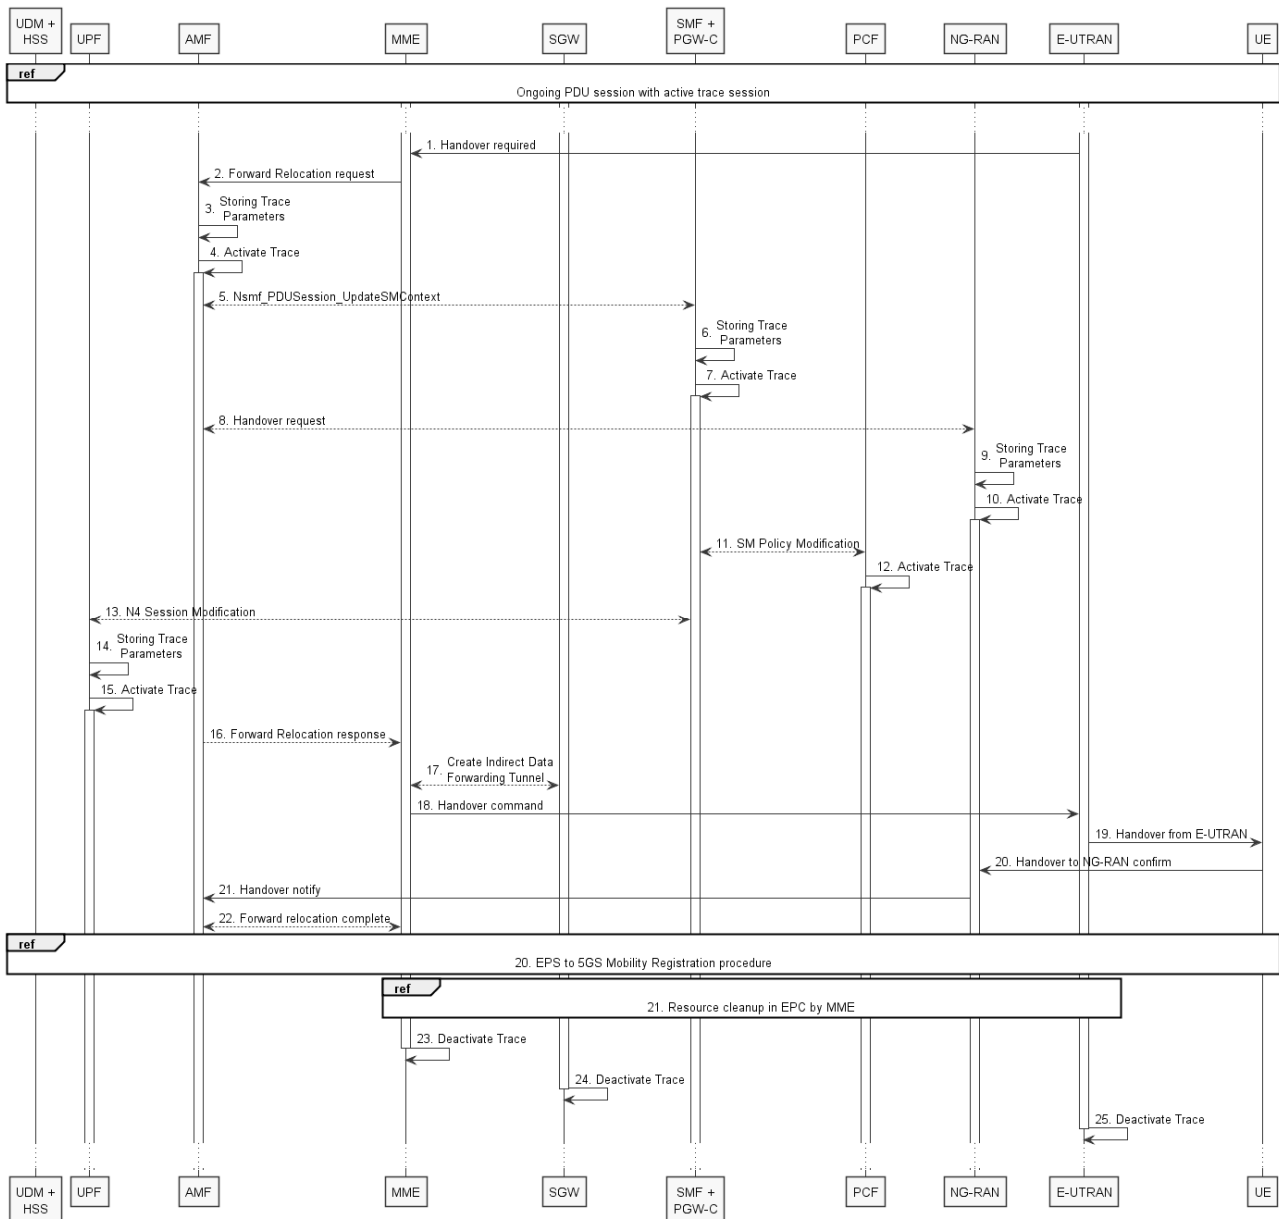 UDM +
HSS
UPF
AMF
MME
SGW
SMF +
PGW-C
PCF
NG-RAN
E-UTRAN
UE
ref
Ongoing PDU session with active trace session
1. Handover required
2. Forward Relocation request
3. Storing Trace
Parameters
4. Activate Trace
5. Nsmf_PDUSession_UpdateSMContext
6. Storing Trace
Parameters
7. Activate Trace
8. Handover request
9. Storing Trace
Parameters
10. Activate Trace
11. SM Policy Modification
12. Activate Trace
13. N4 Session Modification
14. Storing Trace
Parameters
15. Activate Trace
16. Forward Relocation response
17. Create Indirect Data
Forwarding Tunnel
18. Handover command
19. Handover from E-UTRAN
20. Handover to NG-RAN confirm
21. Handover notify
22. Forward relocation complete
ref
20. EPS to 5GS Mobility Registration procedure
ref
21. Resource cleanup in EPC by MME
23. Deactivate Trace
24. Deactivate Trace
25. Deactivate Trace
UDM +
HSS
UPF
AMF
MME
SGW
SMF +
PGW-C
PCF
NG-RAN
E-UTRAN
UE